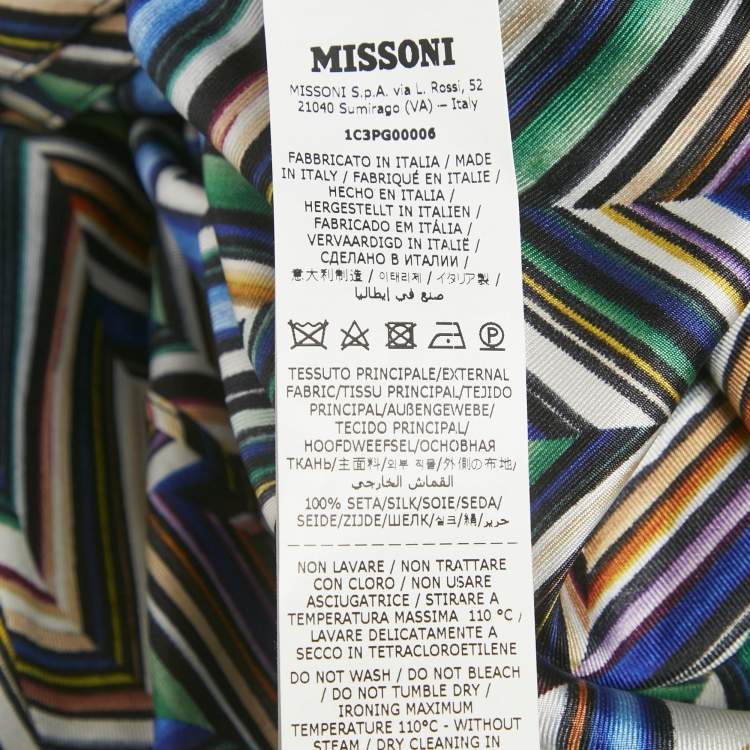 MISSONI
MISSONI S.p.A. via L. Rossi, 52
21040 Sumirago (VA) — Italy
1C3PG00006
FABBRICATO IN ITALIA / MADE
IN ITALY / FABRIQUÉ EN ITALIE /
HECHO EN ITALIA /
HERGESTELLT IN ITALIEN /
FABRICADO EM ITÁLIA /
VERVAARDIGD IN ITALIË /
СДЕЛАНО В ИТАЛИИ /
意大利制造 / 이태리제 / イタリア製 /
صنع في إيطاليا
P
TESSUTO PRINCIPALE/EXTERNAL
FABRIC/TISSU PRINCIPAL/TEJIDO
PRINCIPAL/AUßENGEWEBE/
TECIDO PRINCIPAL/
HOOFDWEEFSEL/ОСНОВНАЯ
ТКАНЬ/主面料/외부 직물/外側の布地/
القماش الخارجي
100% SETA/SILK/SOIE/SEDA/
SEIDE/ZIJDE/ШЕЛК/실크/絹/حرير
NON LAVARE / NON TRATTARE
CON CLORO / NON USARE
ASCIUGATRICE / STIRARE A
TEMPERATURA MASSIMA 110 °C /
LAVARE DELICATAMENTE A
SECCO IN TETRACLOROETILENE
DO NOT WASH / DO NOT BLEACH
/ DO NOT TUMBLE DRY /
IRONING MAXIMUM
TEMPERATURE 110°C - WITHOUT
STEAM / DRY CLEANING IN